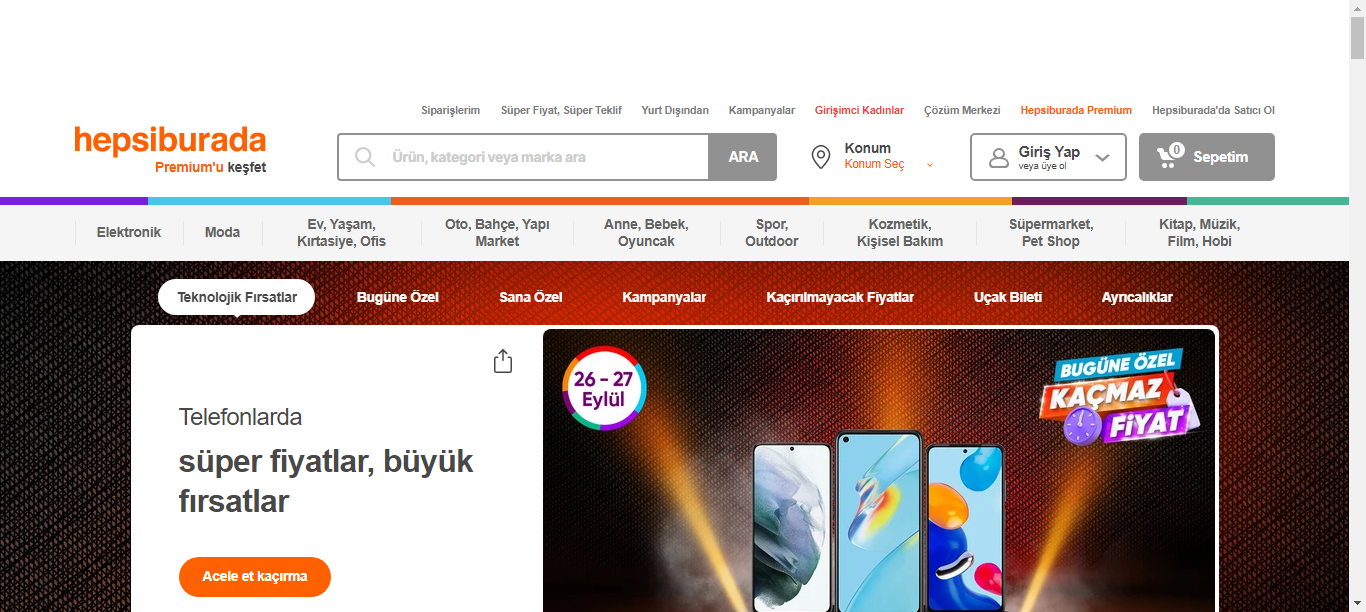 Siparişlerim Süper Fiyat, Süper Teklif Yurt Dışından Kampanyalar Girişimci Kadınlar Çözüm Merkezi Hepsiburada Premium Hepsiburada'da Satıcı Ol
hepsiburada
Premium'u keşfet
Ürün, kategori veya marka ara
ARA
Konum
Konum Seç
Giriş Yap
veya üye ol
0
Sepetim
Elektronik
Moda
Ev, Yaşam,
Kırtasiye, Ofis
Oto, Bahçe, Yapı
Market
Anne, Bebek,
Oyuncak
Spor,
Outdoor
Kozmetik,
Kişisel Bakım
Süpermarket,
Pet Shop
Kitap, Müzik,
Film, Hobi
Teknolojik Fırsatlar Bugüne Özel Sana Özel Kampanyalar Kaçırılmayacak Fiyatlar Uçak Bileti Ayrıcalıklar
Telefonlarda
süper fiyatlar, büyük
fırsatlar
Acele et kaçırma
26 - 27
Eylül
BUGÜNE ÖZEL
KAÇMAZ
FİYAT